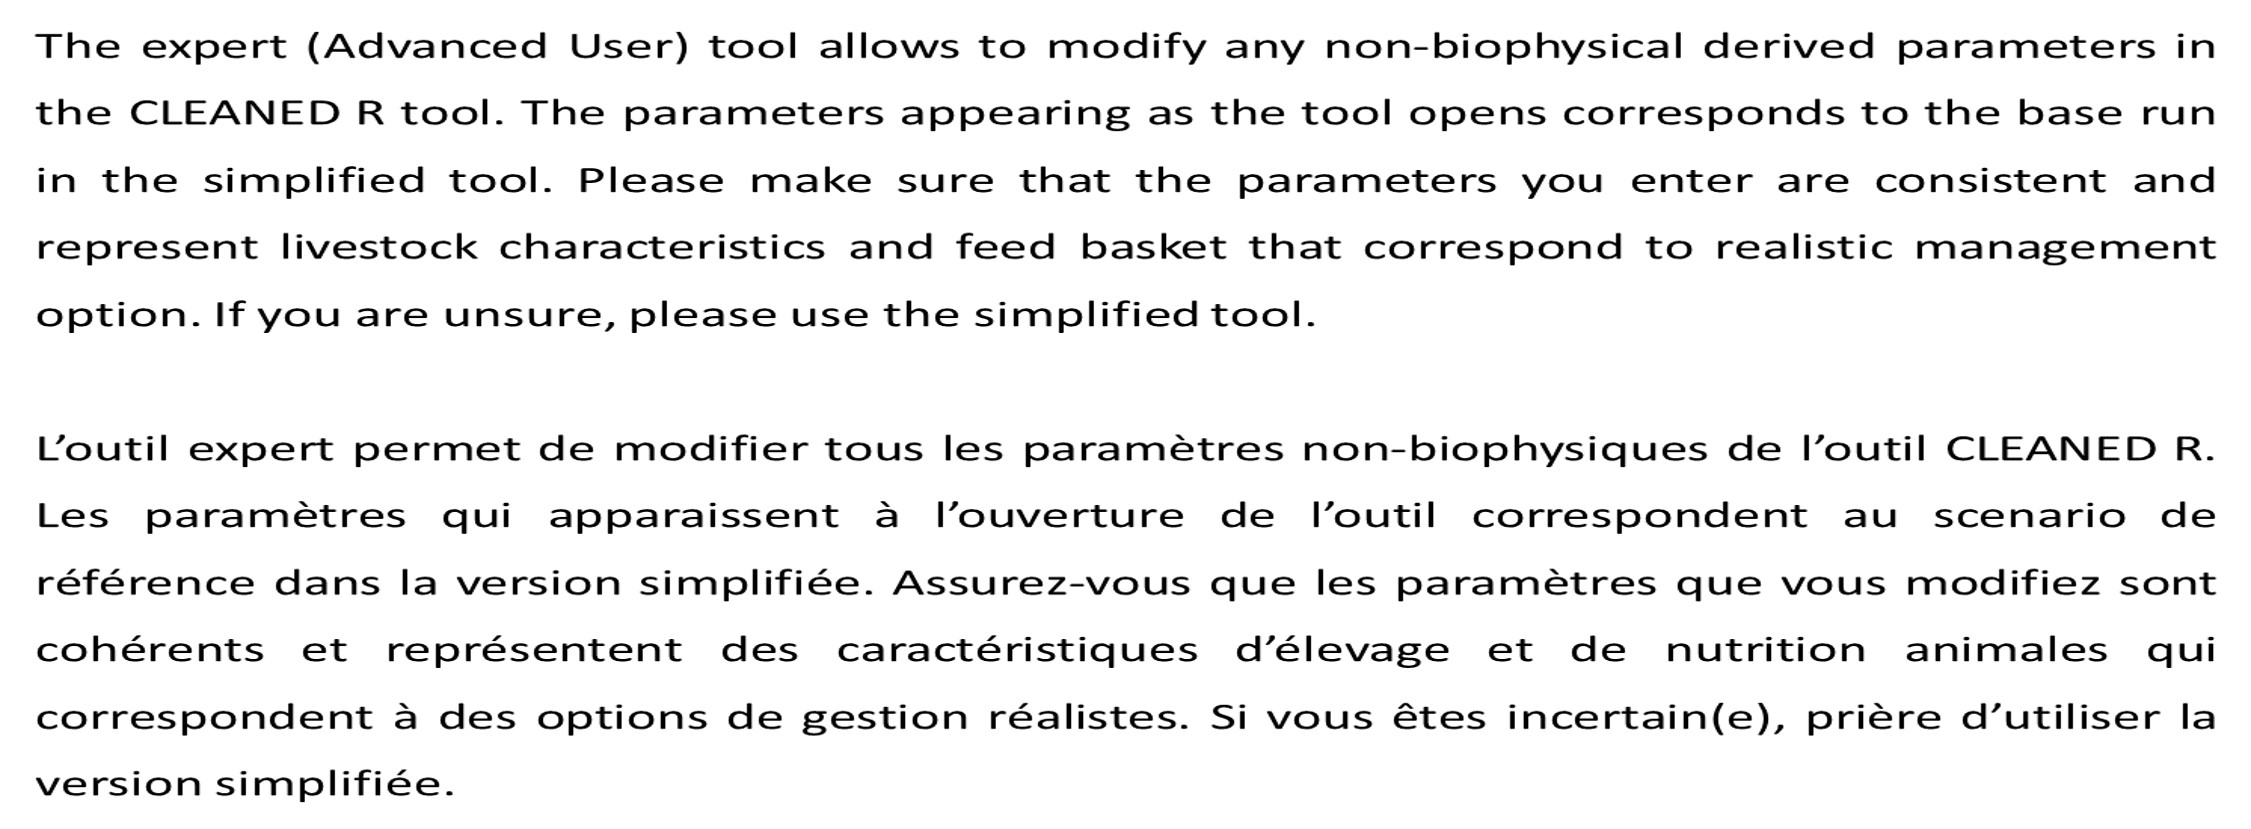 The expert (Advanced User) tool allows to modify any non-biophysical derived parameters in
the CLEANED R tool. The parameters appearing as the tool opens corresponds to the base run
in the simplified tool. Please make sure that the parameters you enter are consistent and
represent livestock characteristics and feed basket that correspond to realistic management
option. If you are unsure, please use the simplified tool.
L’outil expert permet de modifier tous les paramètres non-biophysiques de l’outil CLEANED R.
Les paramètres qui apparaissent à l’ouverture de l’outil correspondent au scenario de
référence dans la version simplifiée. Assurez-vous que les paramètres que vous modifiez sont
cohérents et représentent des caractéristiques d’élevage et de nutrition animales qui
correspondent à des options de gestion réalistes. Si vous êtes incertain(e), prière d’utiliser la
version simplifiée.